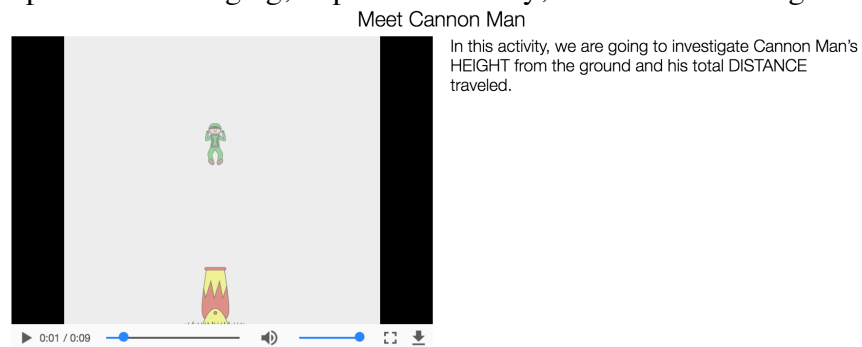 Meet Cannon Man
In this activity, we are going to investigate Cannon Man's
HEIGHT from the ground and his total DISTANCE
traveled.
0:01 / 0:09